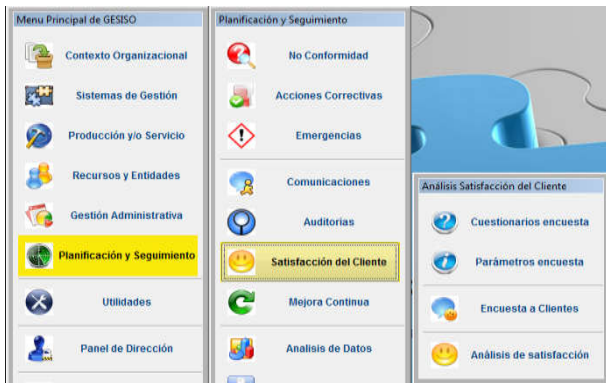 Menu Principal de GESISO
Contexto Organizacional
Sistemas de Gestión
Producción y/o Servicio
Recursos y Entidades
Gestión Administrativa
Planificación y Seguimiento
Utilidades
Panel de Dirección
Planificación y Seguimiento
No Conformidad
Acciones Correctivas
Emergencias
Comunicaciones
Auditorias
Satisfacción del Cliente
Mejora Continua
Analisis de Datos
Análisis Satisfacción del Cliente
Cuestionarios encuesta
Parámetros encuesta
Encuesta a Clientes
Análisis de satisfacción